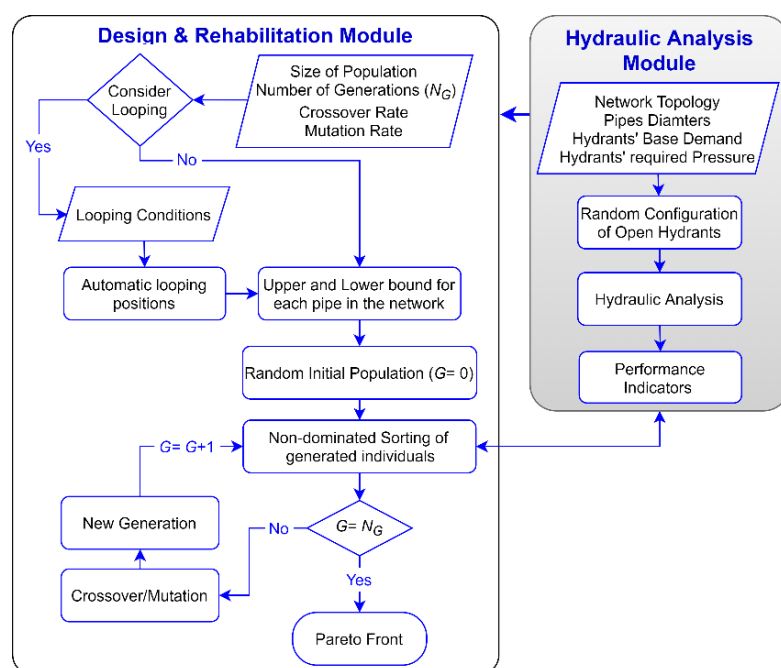 Design & Rehabilitation Module
Consider
Looping
Size of Population
Number of Generations (NG)
Crossover Rate
Mutation Rate
Yes
No
Looping Conditions
Automatic looping
positions
Upper and Lower bound for
each pipe in the network
Random Initial Population (G= 0)
Non-dominated Sorting of
generated individuals
G= G+1
New Generation
Crossover/Mutation
No
G= NG
Yes
Pareto Front
Hydraulic Analysis
Module
Network Topology
Pipes Diamters
Hydrants' Base Demand
Hydrants' required Pressure
Random Configuration
of Open Hydrants
Hydraulic Analysis
Performance
Indicators